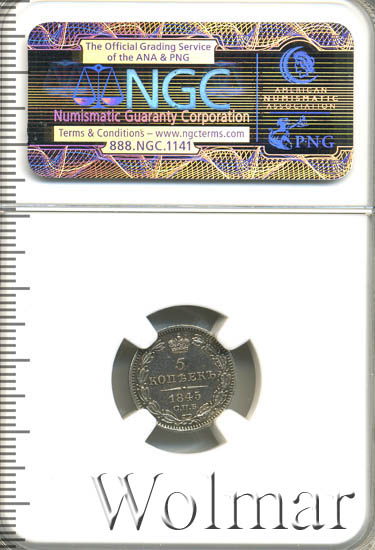 The Official Grading Service
of the ANA & PNG
NGC
Numismatic Guaranty Corporation
Terms & Conditions – www.ngcterms.com
888.NGC.1141
AMERICAN
NUMISMATIC
ASSOCIATION
PNG
5
КОПѢЕКЪ
1845
С.П.Б.
Wolmar